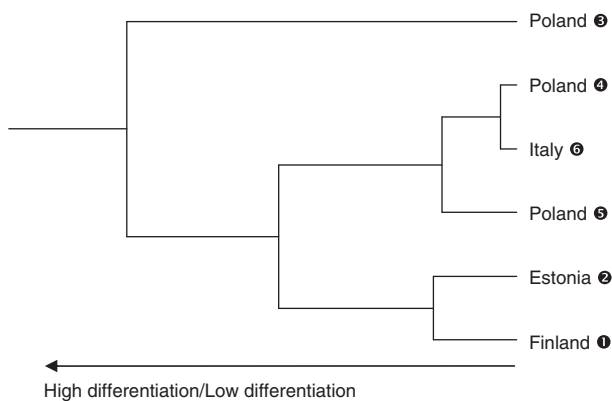 Poland ❸
Poland ❹
Italy ❻
Poland ❺
Estonia ❷
Finland ❶
High differentiation/Low differentiation